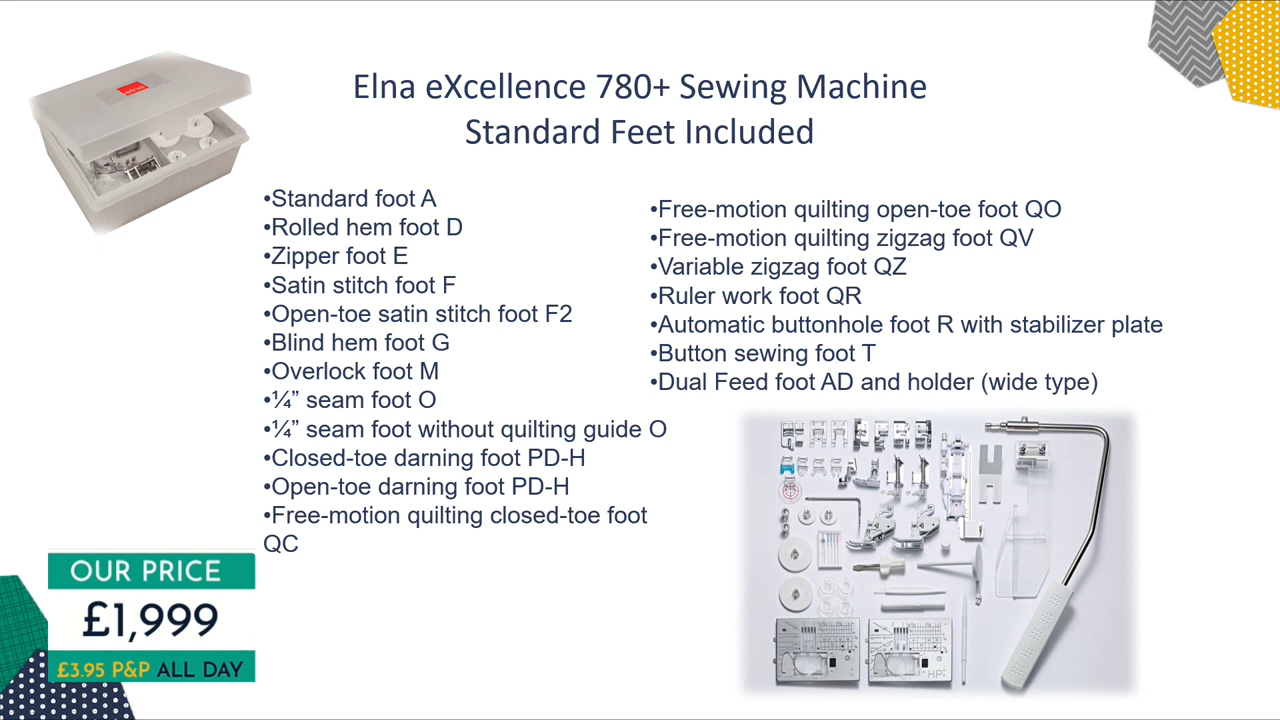 Elna eXcellence 780+ Sewing Machine
Standard Feet Included
•Standard foot A
•Rolled hem foot D
•Zipper foot E
•Satin stitch foot F
•Open-toe satin stitch foot F2
•Blind hem foot G
•Overlock foot M
•¼” seam foot O
•¼” seam foot without quilting guide O
•Closed-toe darning foot PD-H
•Open-toe darning foot PD-H
•Free-motion quilting closed-toe foot
QC
•Free-motion quilting open-toe foot QO
•Free-motion quilting zigzag foot QV
•Variable zigzag foot QZ
•Ruler work foot QR
•Automatic buttonhole foot R with stabilizer plate
•Button sewing foot T
•Dual Feed foot AD and holder (wide type)
HP
OUR PRICE
£1,999
£3.95 P&P ALL DAY